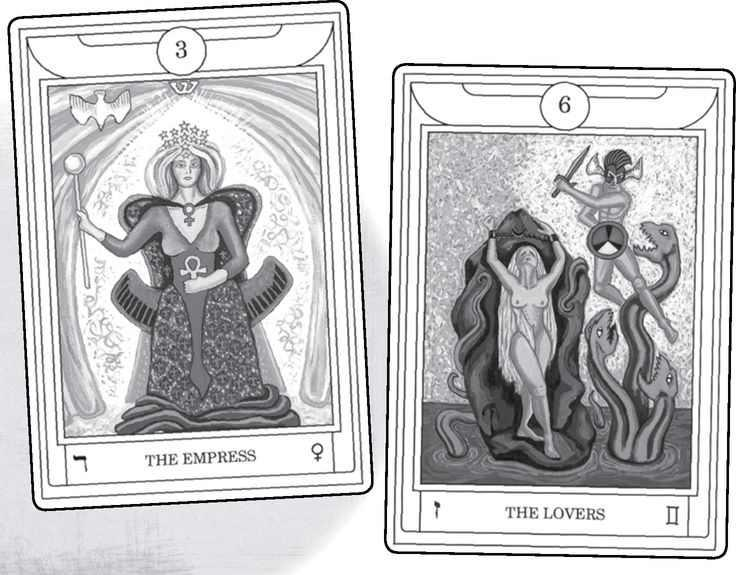 3
ד THE EMPRESS ♀
6
ז THE LOVERS ♊